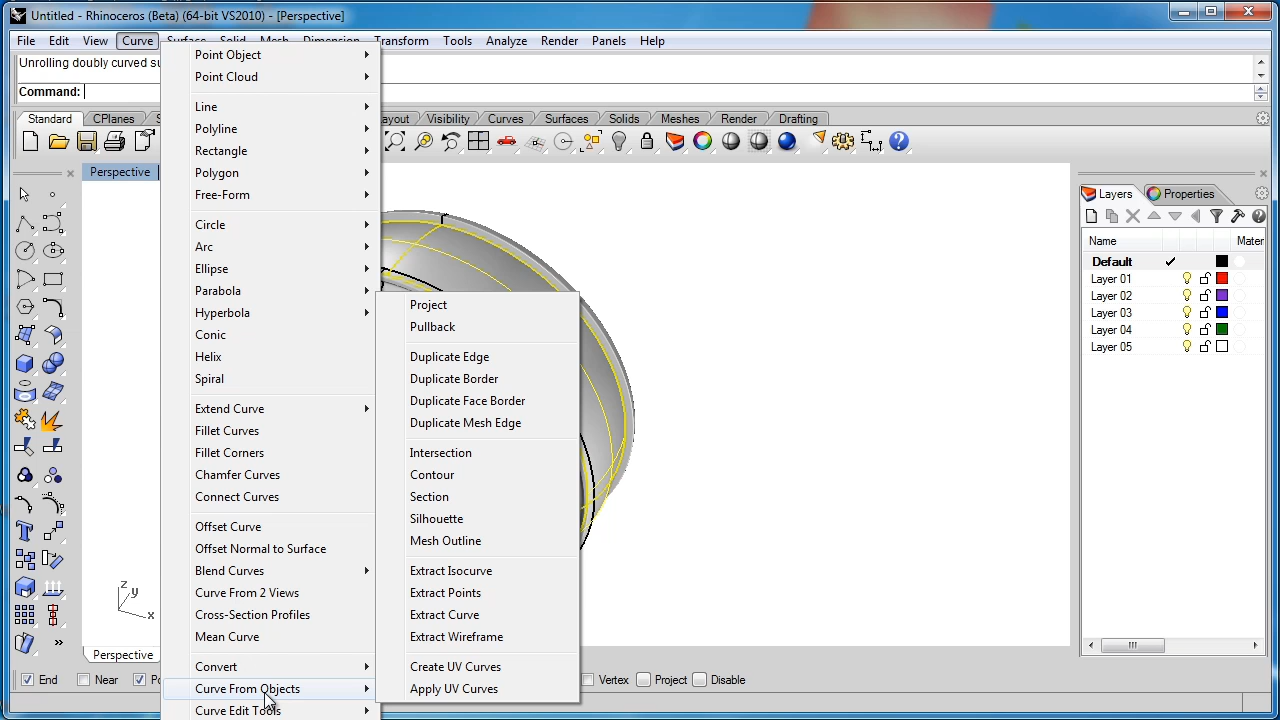 Untitled - Rhinoceros (Beta) (64-bit VS2010) - [Perspective]
File Edit View Curve Surface Solid Mesh Dimension Transform Tools Analyze Render Panels Help
Unrolling doubly curved su
Command:
Standard CPlanes S ayout Visibility Curves Surfaces Solids Meshes Render Drafting
Perspective
Point Object
Point Cloud
Line
Polyline
Rectangle
Polygon
Free-Form
Circle
Arc
Ellipse
Parabola
Hyperbola
Conic
Helix
Spiral
Extend Curve
Fillet Curves
Fillet Corners
Chamfer Curves
Connect Curves
Offset Curve
Offset Normal to Surface
Blend Curves
Curve From 2 Views
Cross-Section Profiles
Mean Curve
Convert
Curve From Objects
Curve Edit Tools
Project
Pullback
Duplicate Edge
Duplicate Border
Duplicate Face Border
Duplicate Mesh Edge
Intersection
Contour
Section
Silhouette
Mesh Outline
Extract Isocurve
Extract Points
Extract Curve
Extract Wireframe
Create UV Curves
Apply UV Curves
Layers Properties
Name Mater
Default
Layer 01
Layer 02
Layer 03
Layer 04
Layer 05
z y x
Perspective
End Near Po Vertex Project Disable